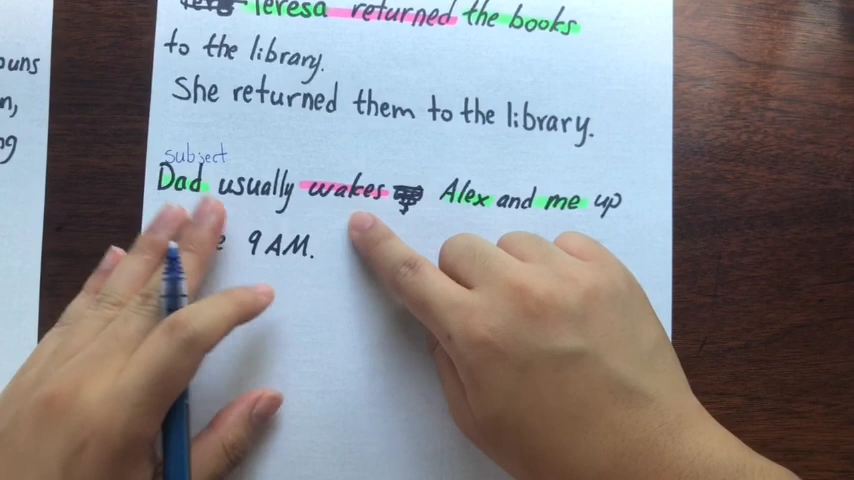 Teresa returned the books
to the library.
She returned them to the library.
subject
Dad usually wakes Alex and me up
9 AM.